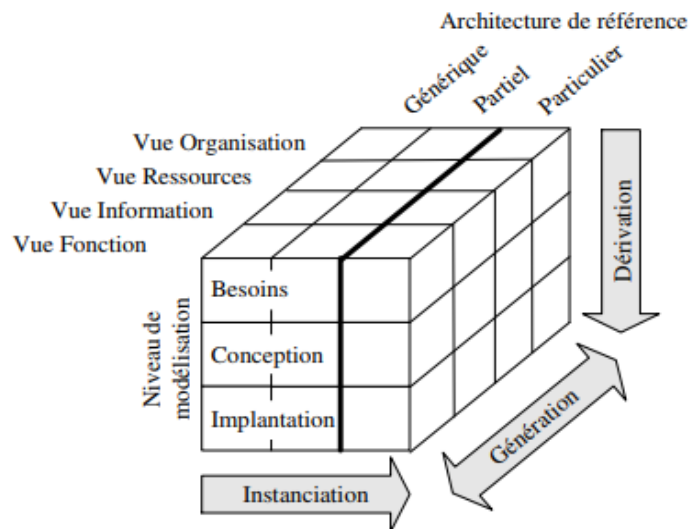 Architecture de référence
Générique
Partiel
Particulier
Vue Organisation
Vue Ressources
Vue Information
Vue Fonction
Niveau de
modélisation
Besoins
Conception
Implantation
Dérivation
Génération
Instanciation